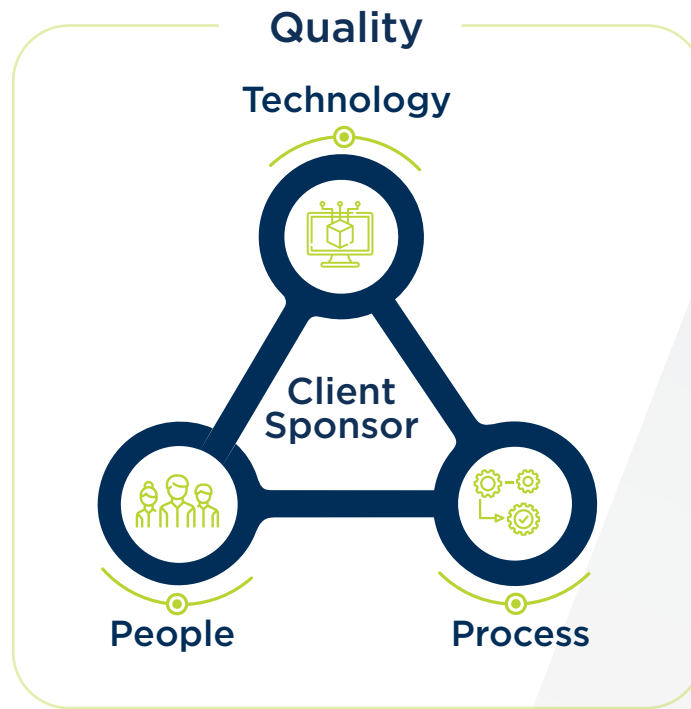 Quality
Technology
Client
Sponsor
People
Process